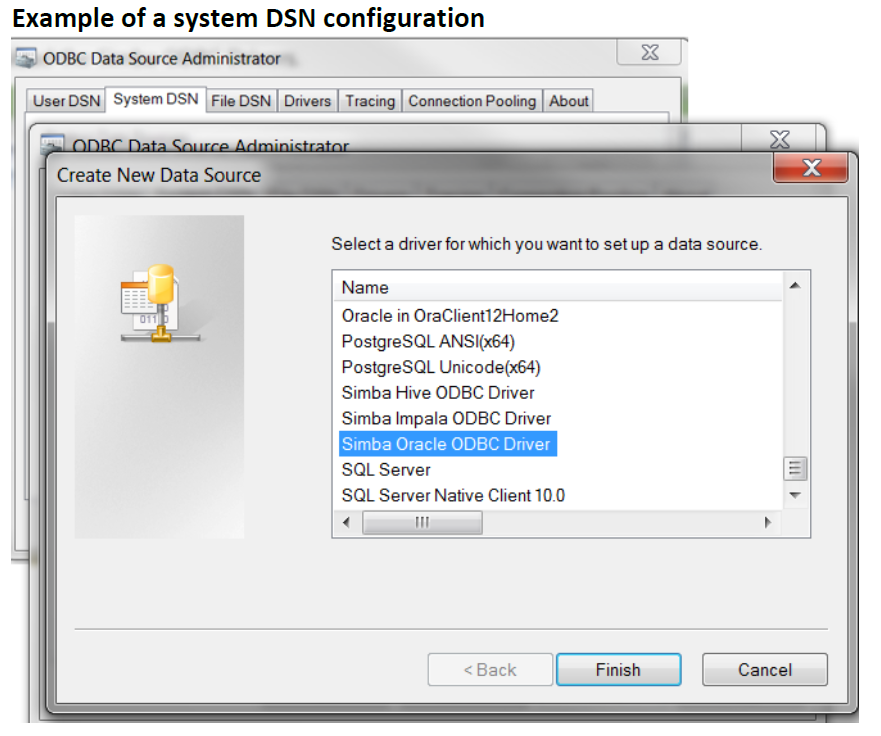 Example of a system DSN configuration
ODBC Data Source Administrator
User DSN System DSN File DSN Drivers Tracing Connection Pooling About
ODBC Data Source Administrator
Create New Data Source
Select a driver for which you want to set up a data source.
Name
Oracle in OraClient12Home2
PostgreSQL ANSI(x64)
PostgreSQL Unicode(x64)
Simba Hive ODBC Driver
Simba Impala ODBC Driver
Simba Oracle ODBC Driver
SQL Server
SQL Server Native Client 10.0
< Back Finish Cancel